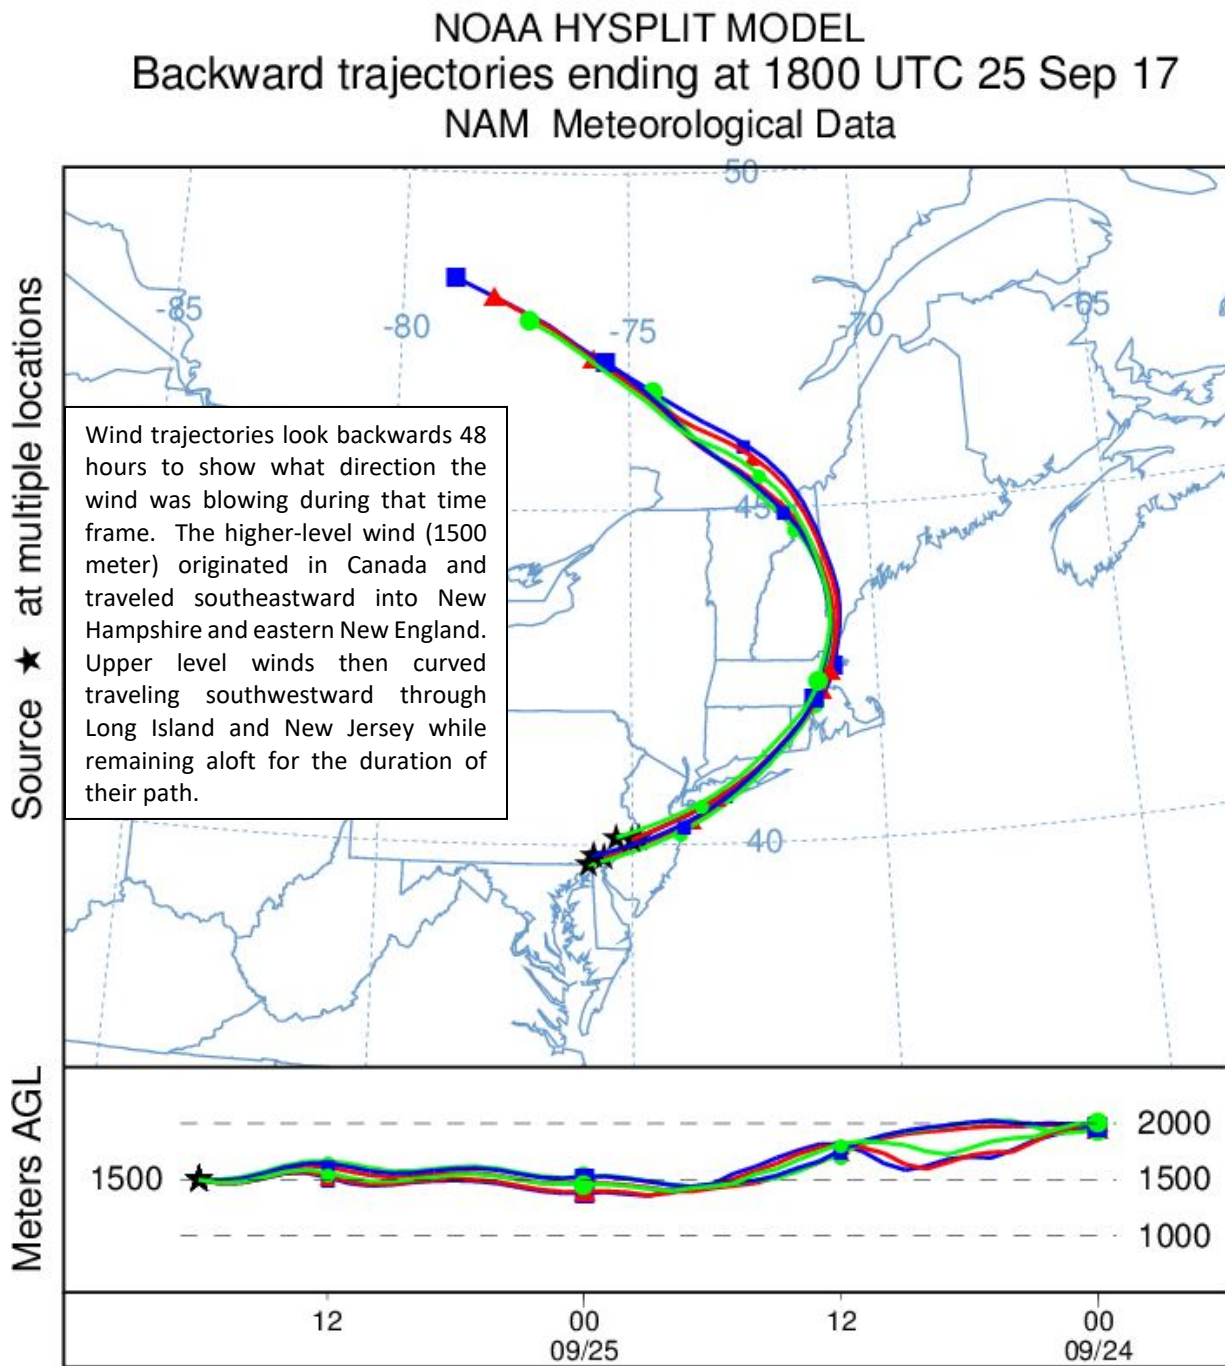 NOAA HYSPLIT MODEL
Backward trajectories ending at 1800 UTC 25 Sep 17
NAM Meteorological Data
Source ★ at multiple locations
50
-85
-80
-75
-70
-65
45
40
Wind trajectories look backwards 48
hours to show what direction the
wind was blowing during that time
frame. The higher-level wind (1500
meter) originated in Canada and
traveled southeastward into New
Hampshire and eastern New England.
Upper level winds then curved
traveling southwestward through
Long Island and New Jersey while
remaining aloft for the duration of
their path.
Meters AGL
1500
2000
1500
1000
12 00 12 00
09/25 09/24